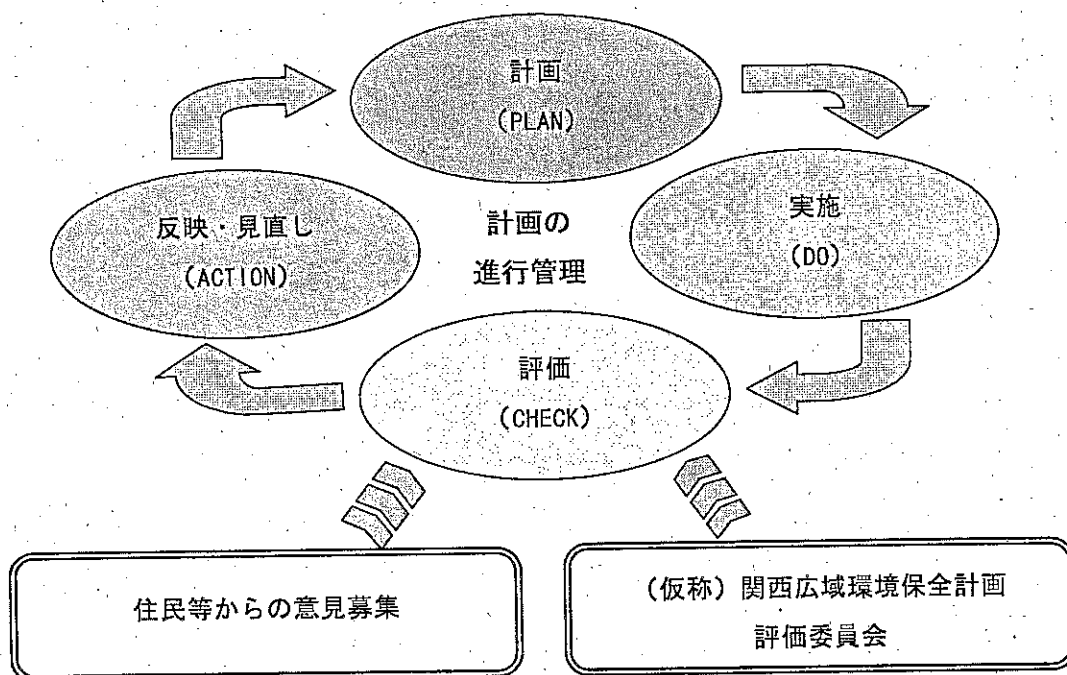 計画
(PLAN)
実施
(DO)
反映・見直し
(ACTION)
計画の
進行管理
評価
(CHECK)
住民等からの意見募集
(仮称)関西広域環境保全計画
評価委員会